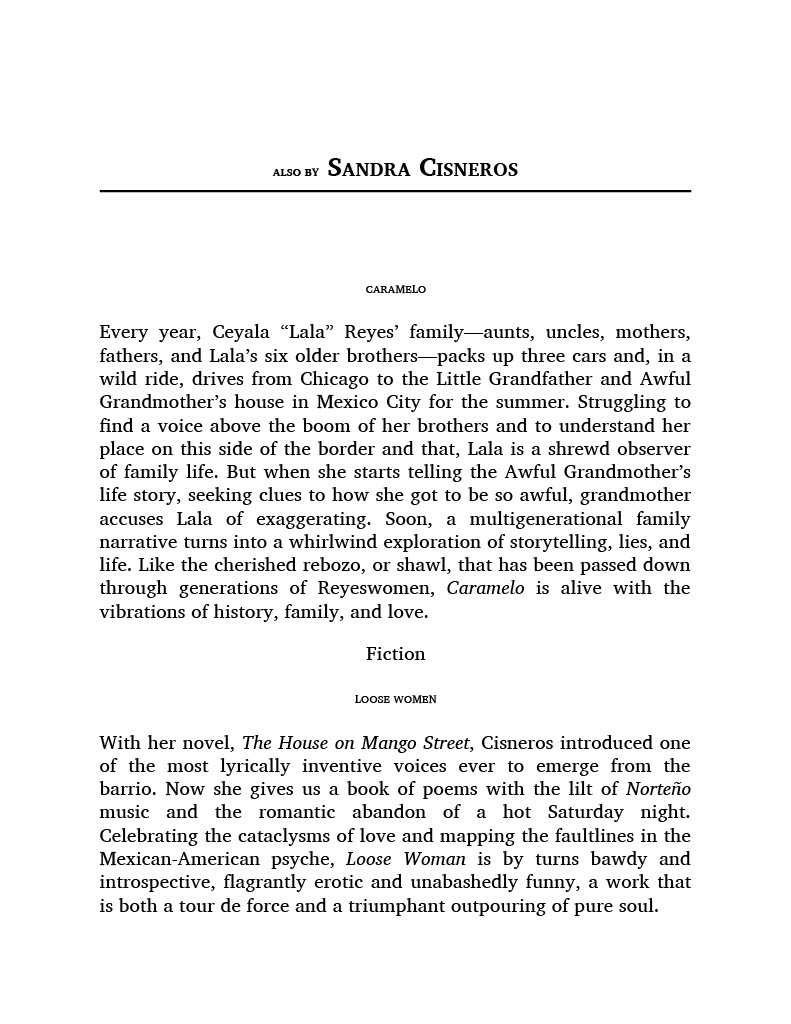 ALSO BY SANDRA CISNEROS
CARAMELO
Every year, Ceyala “Lala” Reyes’ family—aunts, uncles, mothers,
fathers, and Lala’s six older brothers—packs up three cars and, in a
wild ride, drives from Chicago to the Little Grandfather and Awful
Grandmother’s house in Mexico City for the summer. Struggling to
find a voice above the boom of her brothers and to understand her
place on this side of the border and that, Lala is a shrewd observer
of family life. But when she starts telling the Awful Grandmother’s
life story, seeking clues to how she got to be so awful, grandmother
accuses Lala of exaggerating. Soon, a multigenerational family
narrative turns into a whirlwind exploration of storytelling, lies, and
life. Like the cherished rebozo, or shawl, that has been passed down
through generations of Reyeswomen, Caramelo is alive with the
vibrations of history, family, and love.
Fiction
LOOSE WOMEN
With her novel, The House on Mango Street, Cisneros introduced one
of the most lyrically inventive voices ever to emerge from the
barrio. Now she gives us a book of poems with the lilt of Norteño
music and the romantic abandon of a hot Saturday night.
Celebrating the cataclysms of love and mapping the faultlines in the
Mexican-American psyche, Loose Woman is by turns bawdy and
introspective, flagrantly erotic and unabashedly funny, a work that
is both a tour de force and a triumphant outpouring of pure soul.